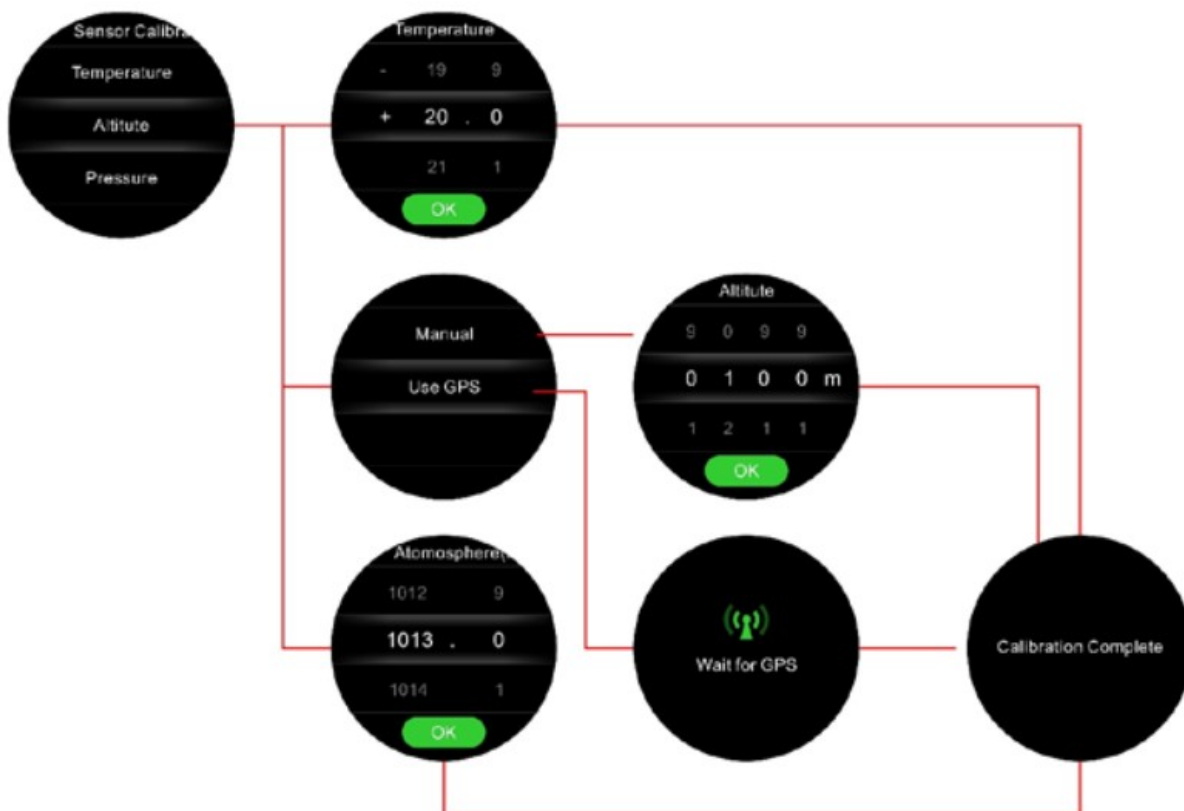 Sensor Calibra
Temperature
Altitute
Pressure
Temperature
- 19 9
+ 20 . 0
21 1
OK
Manual
Use GPS
Altitute
9 0 9 9
0 1 0 0 m
1 2 1 1
OK
Atomosphere(
1012 9
1013 . 0
1014 1
OK
Wait for GPS
Calibration Complete